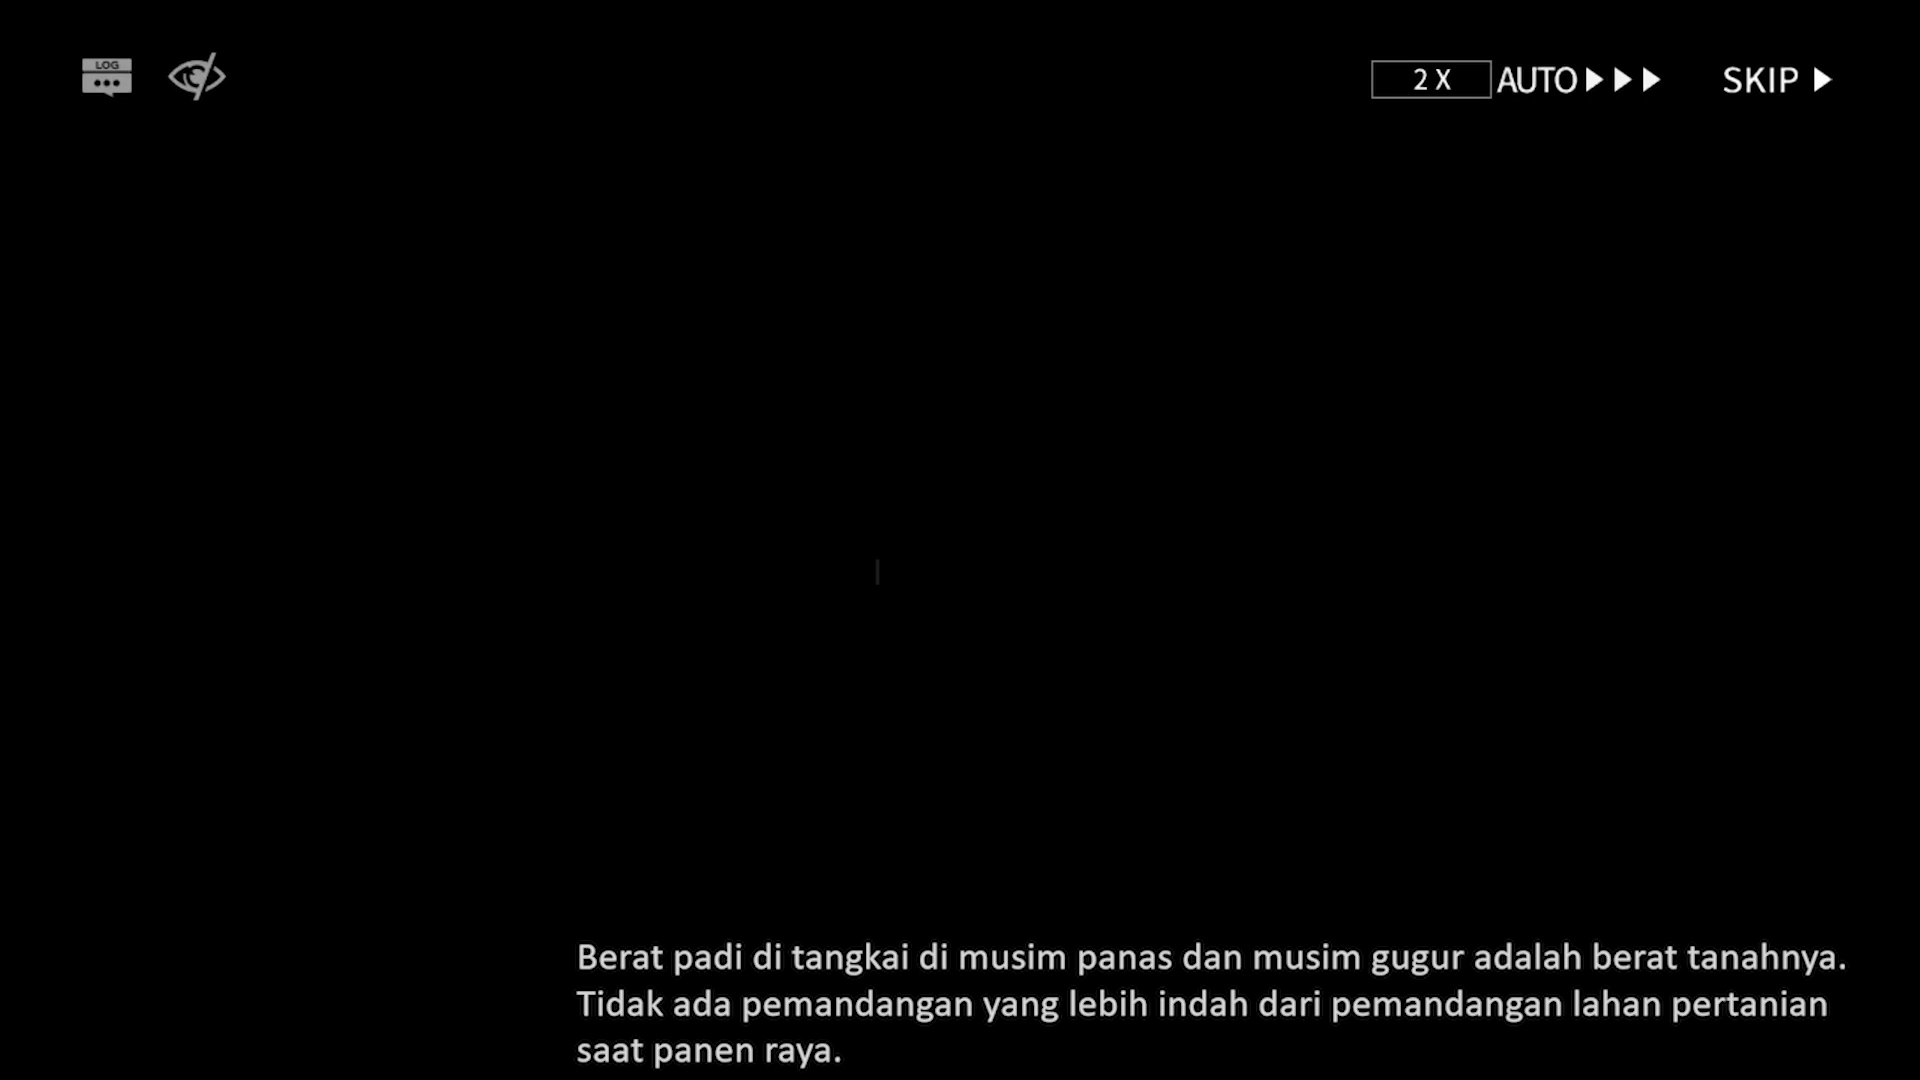 LOG
2 X AUTO SKIP
Berat padi di tangkai di musim panas dan musim gugur adalah berat tanahnya.
Tidak ada pemandangan yang lebih indah dari pemandangan lahan pertanian
saat panen raya.